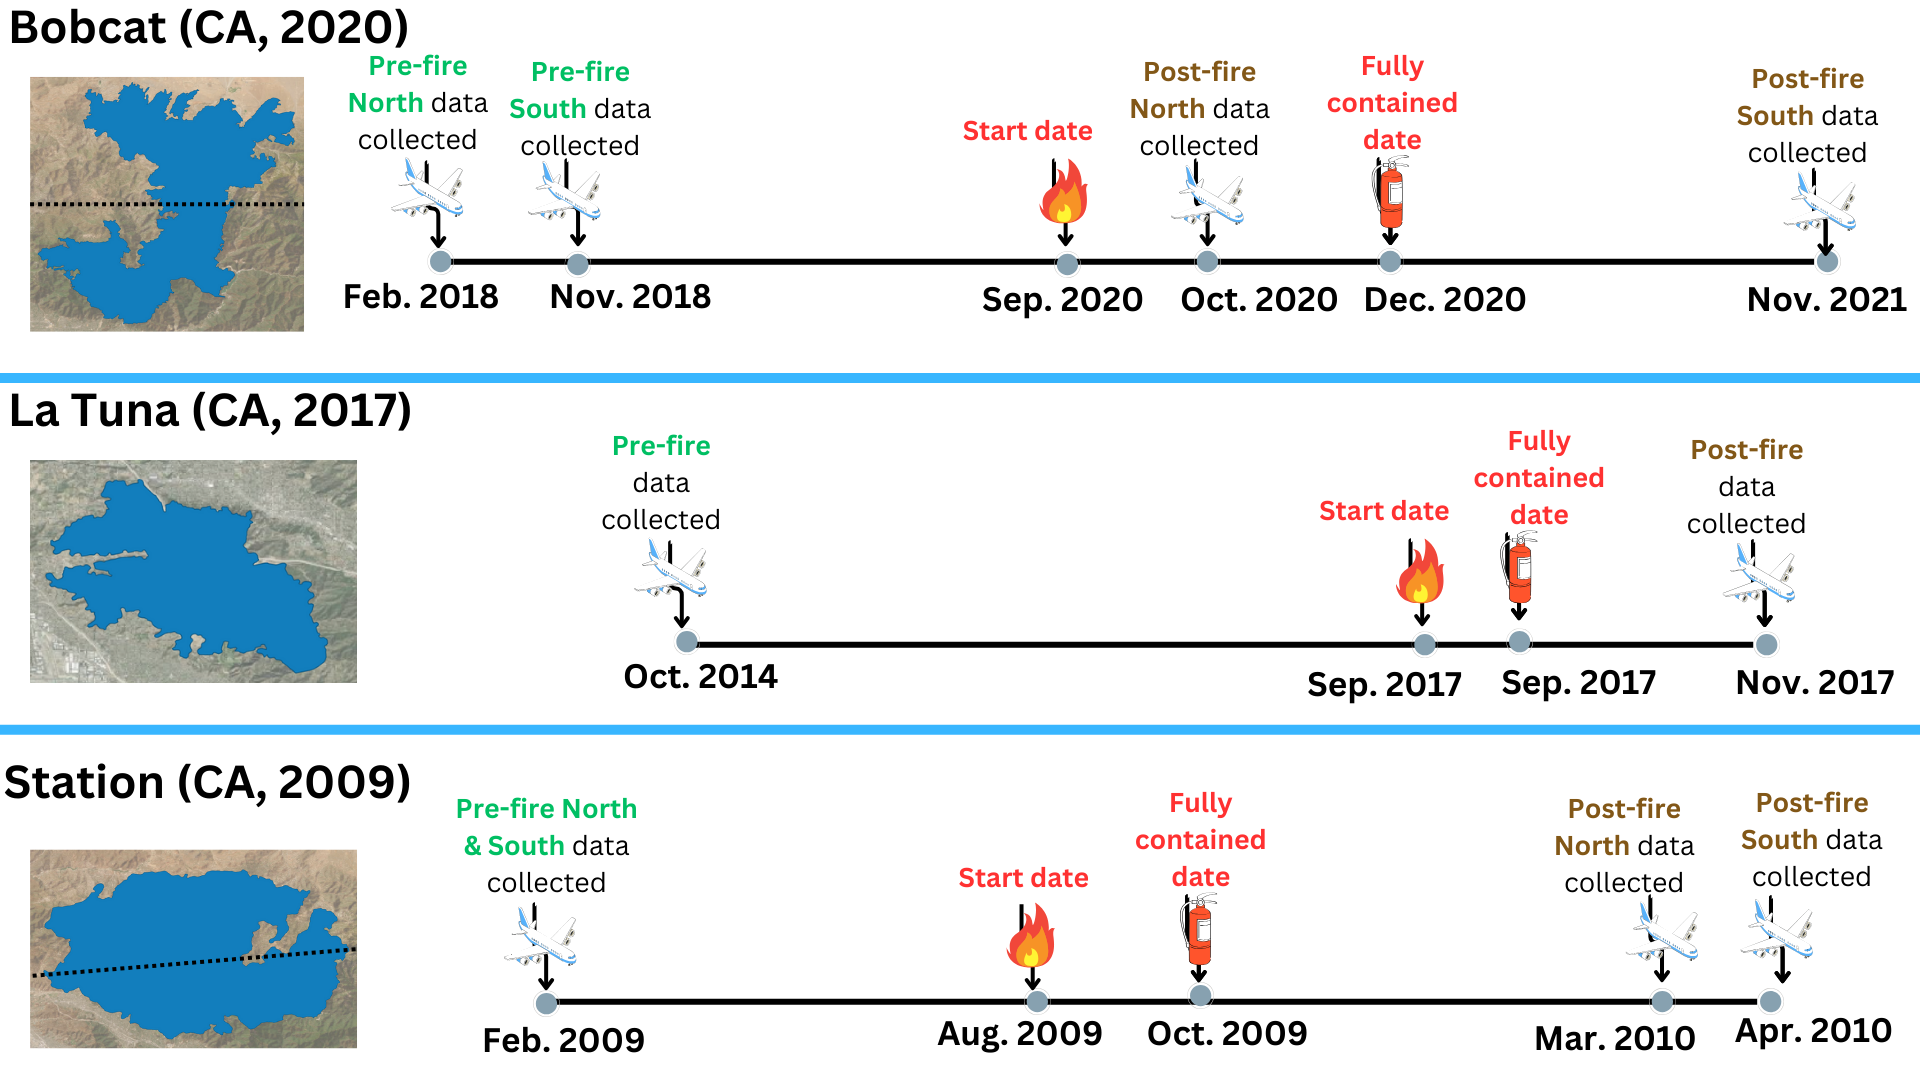 Bobcat (CA, 2020)
Pre-fire
North data
collected
Pre-fire
South data
collected
Start date
Post-fire
North data
collected
Fully
contained
date
Post-fire
South data
collected
Feb. 2018
Nov. 2018
Sep. 2020
Oct. 2020
Dec. 2020
Nov. 2021
La Tuna (CA, 2017)
Pre-fire
data
collected
Start date
Fully
contained
date
Post-fire
data
collected
Oct. 2014
Sep. 2017
Sep. 2017
Nov. 2017
Station (CA, 2009)
Pre-fire North
& South data
collected
Start date
Fully
contained
date
Post-fire
North data
collected
Post-fire
South data
collected
Feb. 2009
Aug. 2009
Oct. 2009
Mar. 2010
Apr. 2010